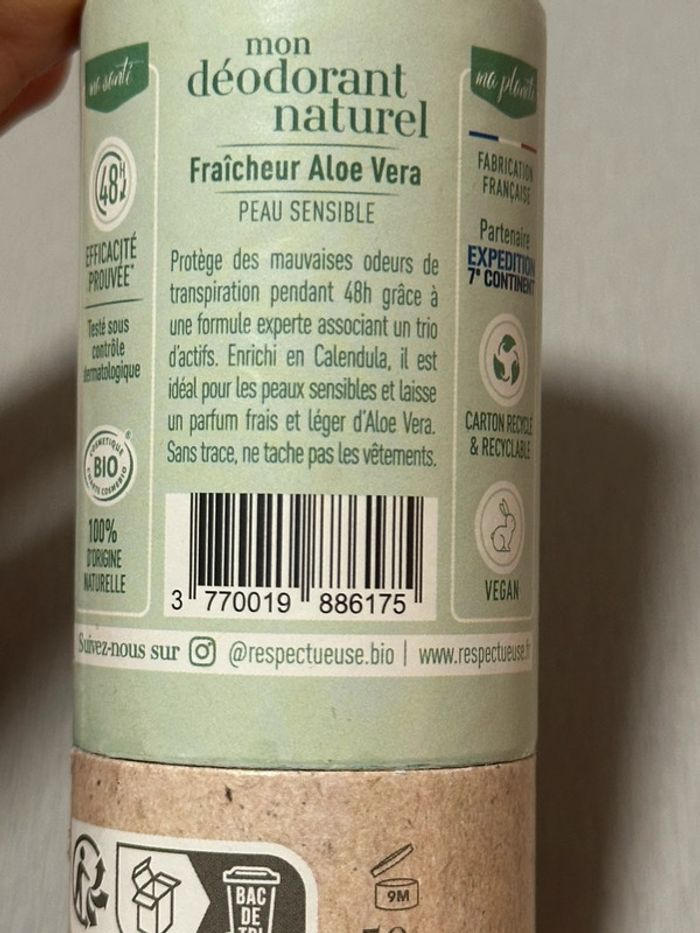 mon
déodorant
naturel
Fraîcheur Aloe Vera
PEAU SENSIBLE
Protège des mauvaises odeurs de
transpiration pendant 48h grâce à
une formule experte associant un trio
d'actifs. Enrichi en Calendula, il est
idéal pour les peaux sensibles et laisse
un parfum frais et léger d'Aloe Vera.
Sans trace, ne tache pas les vêtements.
ma santé
48H
EFFICACITÉ
PROUVÉE*
Testé sous
contrôle
dermatologique
COSMETIQUE
BIO
CHARTE COSMEBIO
100%
D'ORIGINE
NATURELLE
ma planète
FABRICATION
FRANÇAISE
Partenaire
EXPEDITION
7e CONTINENT
CARTON RECYCLÉ
& RECYCLABLE
VEGAN
3 770019 886175
Suivez-nous sur @respectueuse.bio | www.respectueuse.fr
BAC
DE
TRI
9M